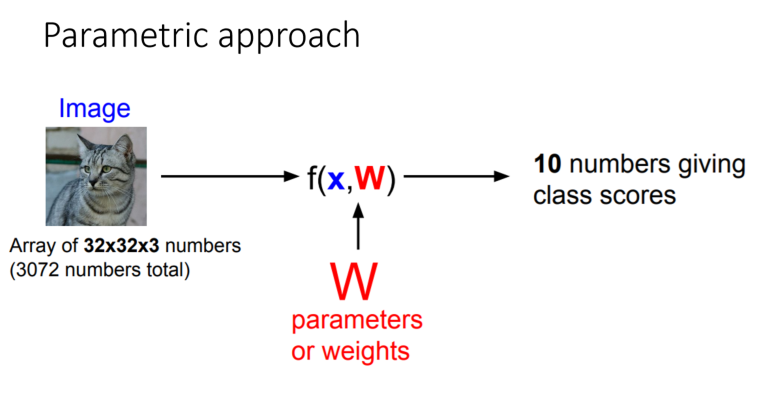 Parametric approach
Image
Array of 32x32x3 numbers
(3072 numbers total)
f(x,W)
10 numbers giving
class scores
W
parameters
or weights